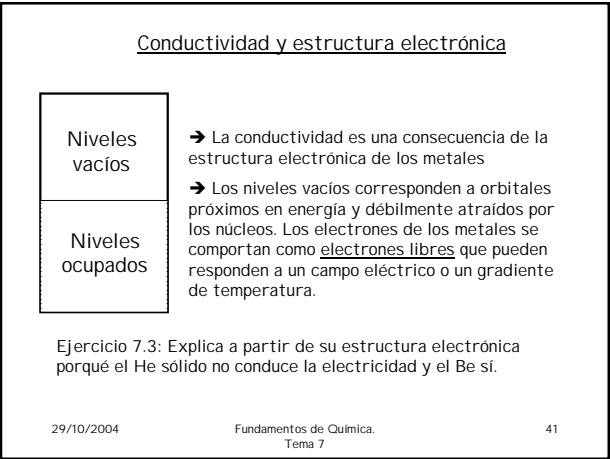 Conductividad y estructura electrónica
Niveles
vacíos
Niveles
ocupados
➔ La conductividad es una consecuencia de la
estructura electrónica de los metales
➔ Los niveles vacíos corresponden a orbitales
próximos en energía y débilmente atraídos por
los núcleos. Los electrones de los metales se
comportan como electrones libres que pueden
responden a un campo eléctrico o un gradiente
de temperatura.
Ejercicio 7.3: Explica a partir de su estructura electrónica
porqué el He sólido no conduce la electricidad y el Be sí.
29/10/2004
Fundamentos de Química.
Tema 7
41